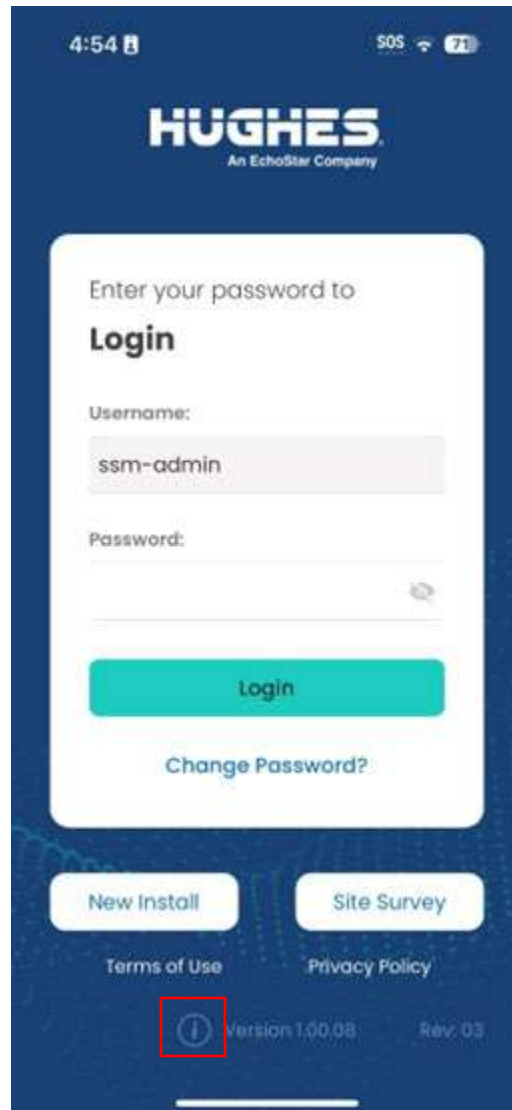 4:54 SOS 71
HUGHES.
An EchoStar Company
Enter your password to
Login
Username:
ssm-admin
Password:
Login
Change Password?
New Install Site Survey
Terms of Use Privacy Policy
i Version 1.00.08 Rev: 03